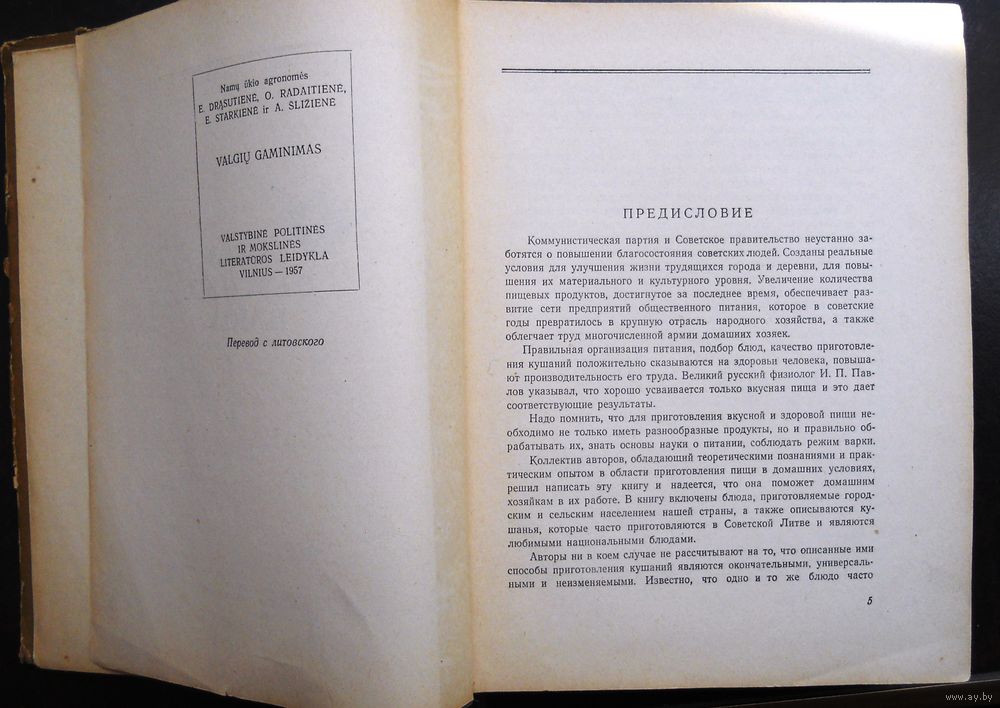 Namų ūkio agronomės
E. DRĄSUTIENĖ, O. RADAITIENĖ,
E. STARKIENĖ ir A. SLIŽIENĖ
VALGIŲ GAMINIMAS
VALSTYBINĖ POLITINĖS
IR MOKSLINĖS
LITERATŪROS LEIDYKLA
VILNIUS — 1957
Перевод с литовского
ПРЕДИСЛОВИЕ
Коммунистическая партия и Советское правительство неустанно за-
ботятся о повышении благосостояния советских людей. Созданы реальные
условия для улучшения жизни трудящихся города и деревни, для повы-
шения их материального и культурного уровня. Увеличение количества
пищевых продуктов, достигнутое за последнее время, обеспечивает раз-
витие сети предприятий общественного питания, которое в советские
годы превратилось в крупную отрасль народного хозяйства, а также
облегчает труд многочисленной армии домашних хозяек.
Правильная организация питания, подбор блюд, качество приготовле-
ния кушаний положительно сказываются на здоровьи человека, повыша-
ют производительность его труда. Великий русский физиолог И. П. Пав-
лов указывал, что хорошо усваивается только вкусная пища и это дает
соответствующие результаты.
Надо помнить, что для приготовления вкусной и здоровой пищи не-
обходимо не только иметь разнообразные продукты, но и правильно об-
рабатывать их, знать основы науки о питании, соблюдать режим варки.
Коллектив авторов, обладающий теоретическими познаниями и прак-
тическим опытом в области приготовления пищи в домашних условиях,
решил написать эту книгу и надеется, что она поможет домашним
хозяйкам в их работе. В книгу включены блюда, приготовляемые город-
ским и сельским населением нашей страны, а также описываются ку-
шанья, которые часто приготовляются в Советской Литве и являются
любимыми национальными блюдами.
Авторы ни в коем случае не рассчитывают на то, что описанные ими
способы приготовления кушаний являются окончательными, универсаль-
ными и неизменяемыми. Известно, что одно и то же блюдо часто
5
www.ay.by